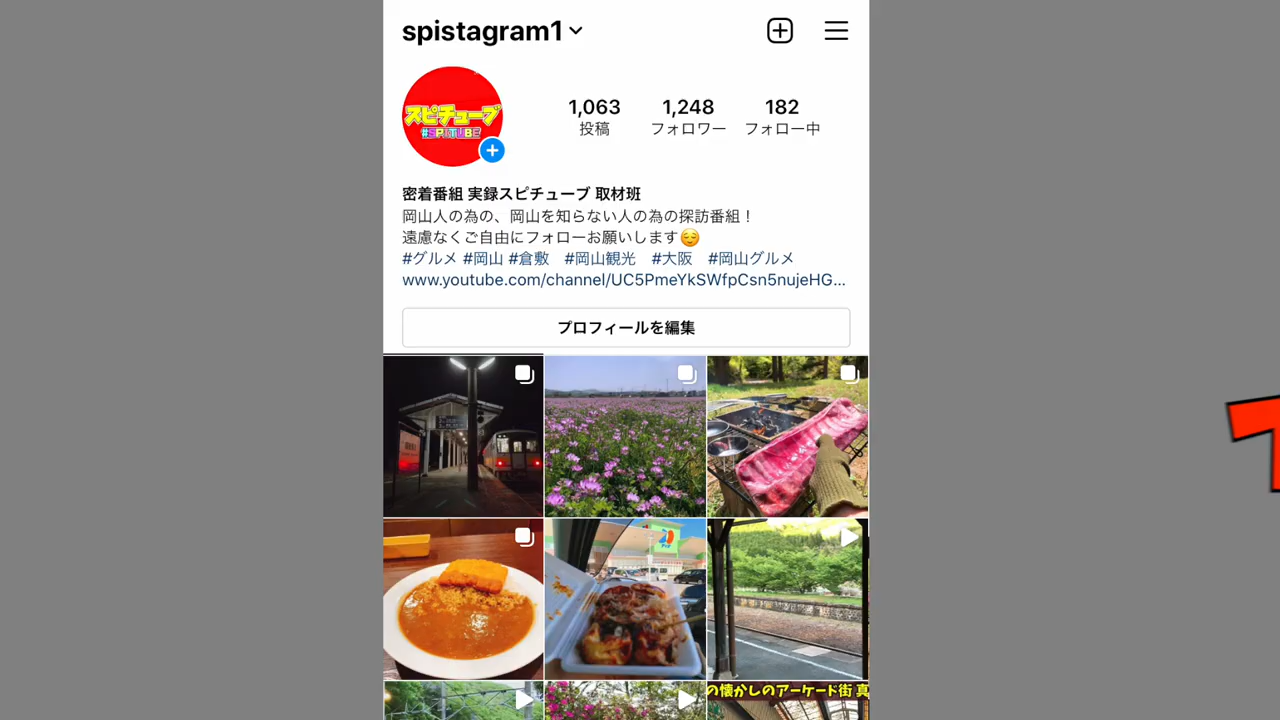 spistagram1
スピチューブ
#SPITUBE
1,063
投稿
1,248
フォロワー
182
フォロー中
密着番組 実録スピチューブ 取材班
岡山人の為の、岡山を知らない人の為の探訪番組！
遠慮なくご自由にフォローお願いします😌
#グルメ #岡山 #倉敷　#岡山観光　#大阪　#岡山グルメ
www.youtube.com/channel/UC5PmeYkSWfpCsn5nujeHG...
プロフィールを編集
の懐かしのアーケード街 真